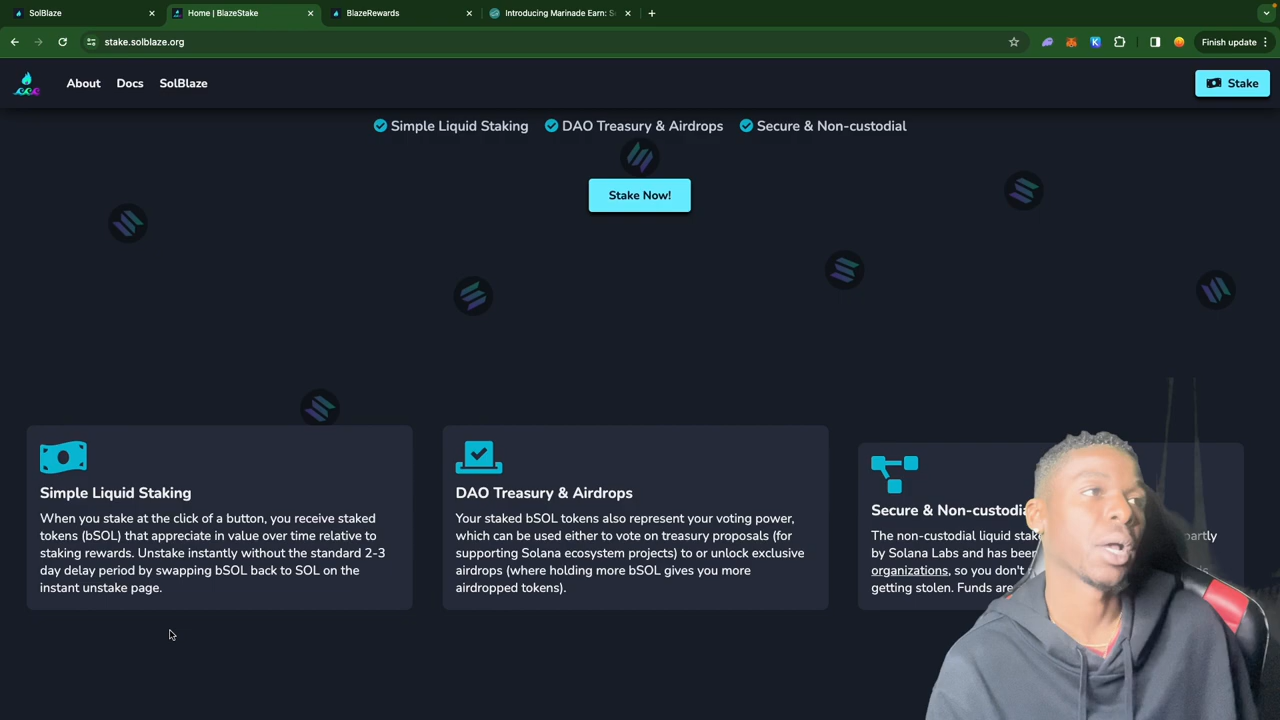 SolBlaze
Home | BlazeStake
BlazeRewards
Introducing Marinade Earn: S
stake.solblaze.org
Finish update
About
Docs
SolBlaze
Stake
Simple Liquid Staking
DAO Treasury & Airdrops
Secure & Non-custodial
Stake Now!
Simple Liquid Staking
When you stake at the click of a button, you receive staked
tokens (bSOL) that appreciate in value over time relative to
staking rewards. Unstake instantly without the standard 2-3
day delay period by swapping bSOL back to SOL on the
instant unstake page.
DAO Treasury & Airdrops
Your staked bSOL tokens also represent your voting power,
which can be used either to vote on treasury proposals (for
supporting Solana ecosystem projects) to or unlock exclusive
airdrops (where holding more bSOL gives you more
airdropped tokens).
Secure & Non-custodia
The non-custodial liquid stak partly
by Solana Labs and has been
organizations, so you don't
getting stolen. Funds are